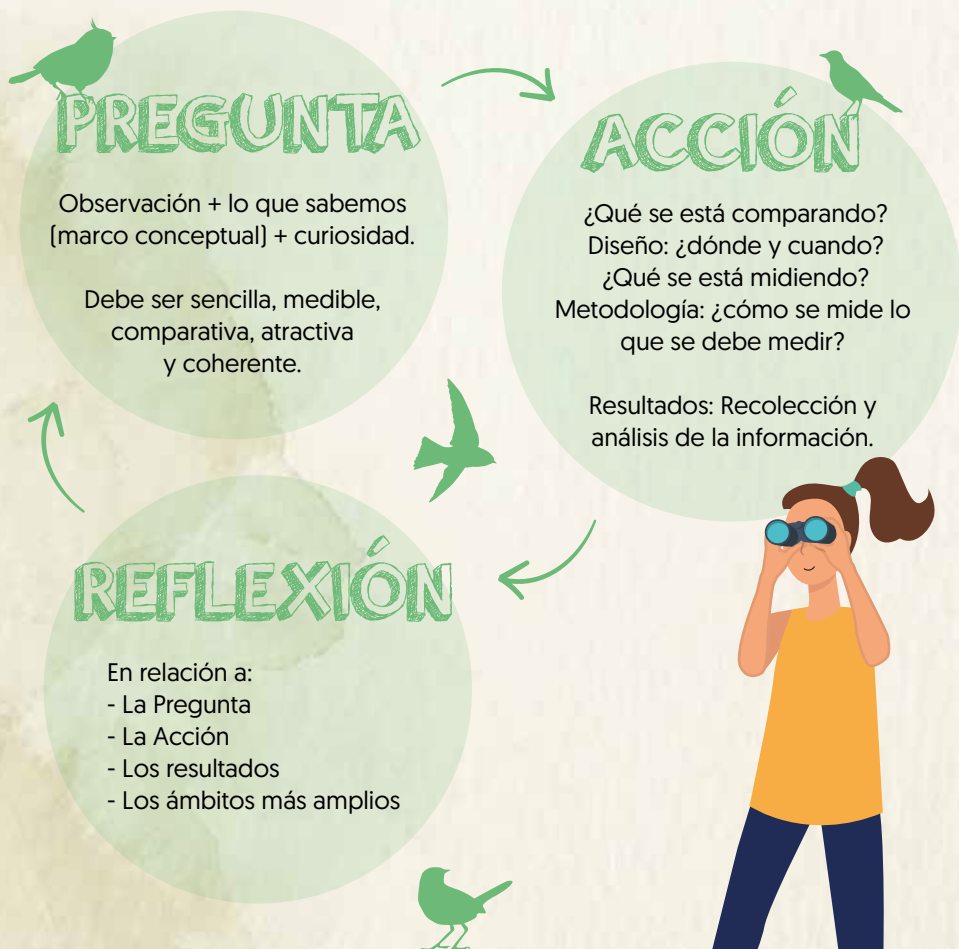 PREGUNTA
Observación + lo que sabemos
(marco conceptual) + curiosidad.
Debe ser sencilla, medible,
comparativa, atractiva
y coherente.
ACCIÓN
¿Qué se está comparando?
Diseño: ¿dónde y cuando?
¿Qué se está midiendo?
Metodología: ¿cómo se mide lo
que se debe medir?
Resultados: Recolección y
análisis de la información.
REFLEXIÓN
En relación a:
- La Pregunta
- La Acción
- Los resultados
- Los ámbitos más amplios